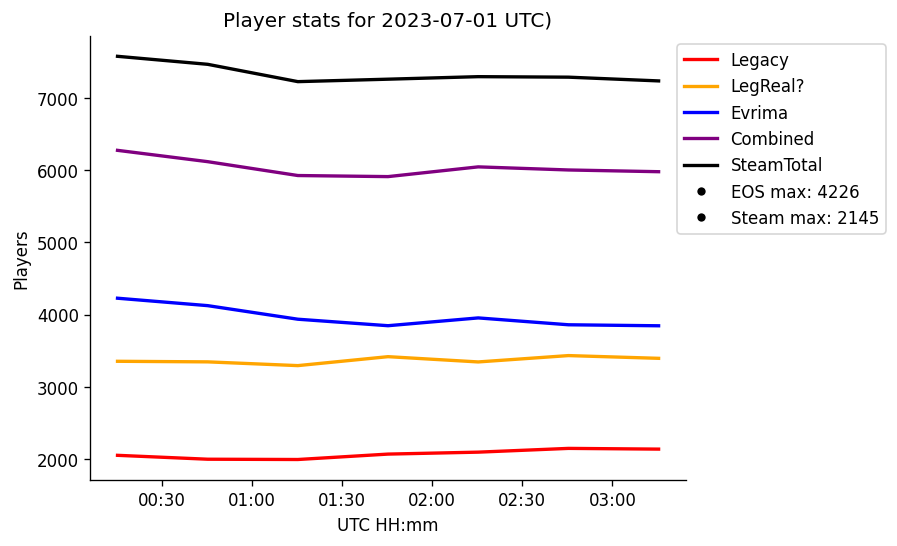 Player stats for 2023-07-01 UTC)
Legacy
LegReal?
Evrima
Combined
SteamTotal
EOS max: 4226
Steam max: 2145
Players
7000
6000
5000
4000
3000
2000
00:30 01:00 01:30 02:00 02:30 03:00
UTC HH:mm